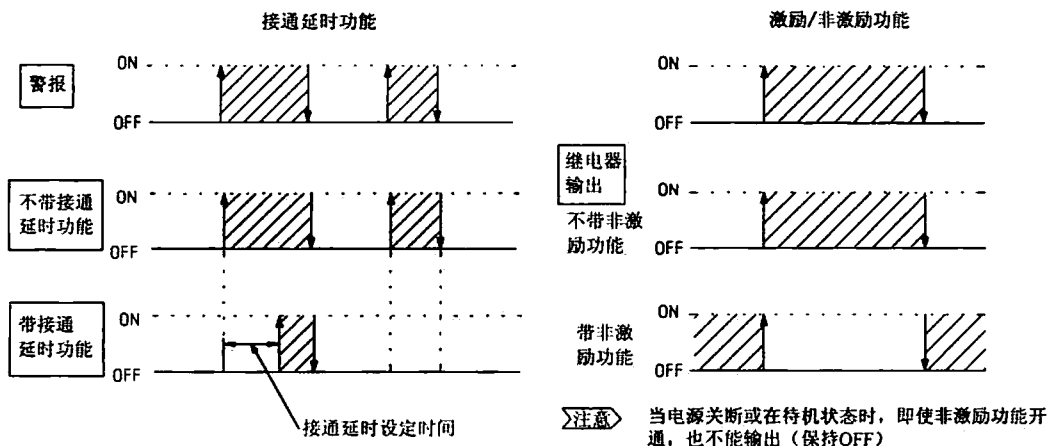 接通延时功能
警报
ON
OFF
不带接通
延时功能
ON
OFF
带接通
延时功能
ON
OFF
接通延时设定时间
激励/非激励功能
ON
OFF
继电器
输出
不带非激
励功能
ON
OFF
带非激
励功能
ON
OFF
注意
当电源关断或在待机状态时，即使非激励功能开
通，也不能输出（保持OFF）